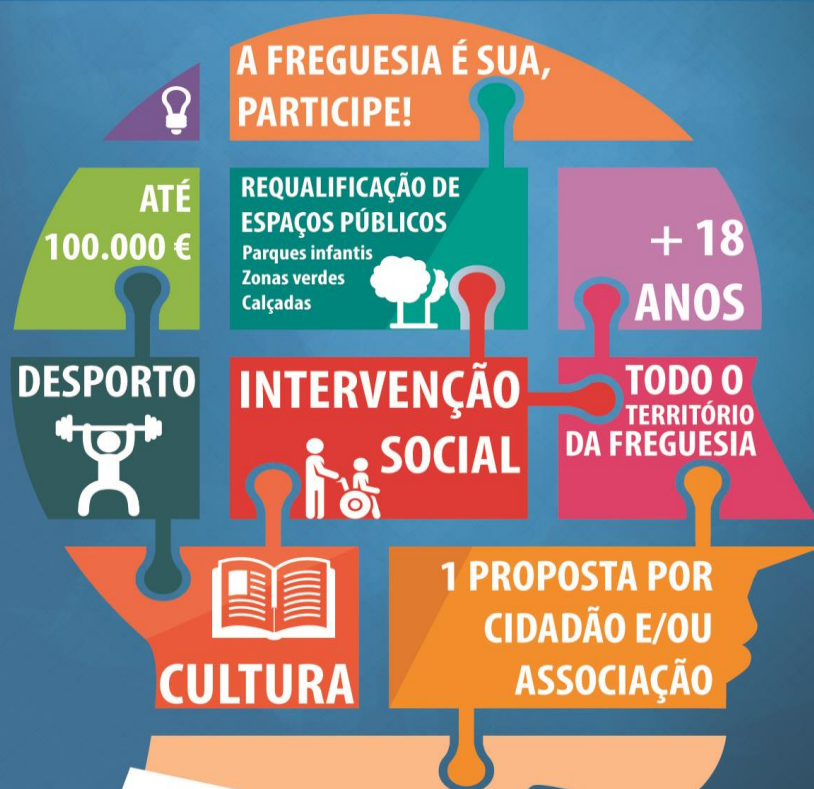 A FREGUESIA É SUA,
PARTICIPE!
ATÉ
100.000 €
REQUALIFICAÇÃO DE
ESPAÇOS PÚBLICOS
Parques infantis
Zonas verdes
Calçadas
+ 18
ANOS
DESPORTO
INTERVENÇÃO
SOCIAL
TODO O
TERRITÓRIO
DA FREGUESIA
CULTURA
1 PROPOSTA POR
CIDADÃO E/OU
ASSOCIAÇÃO